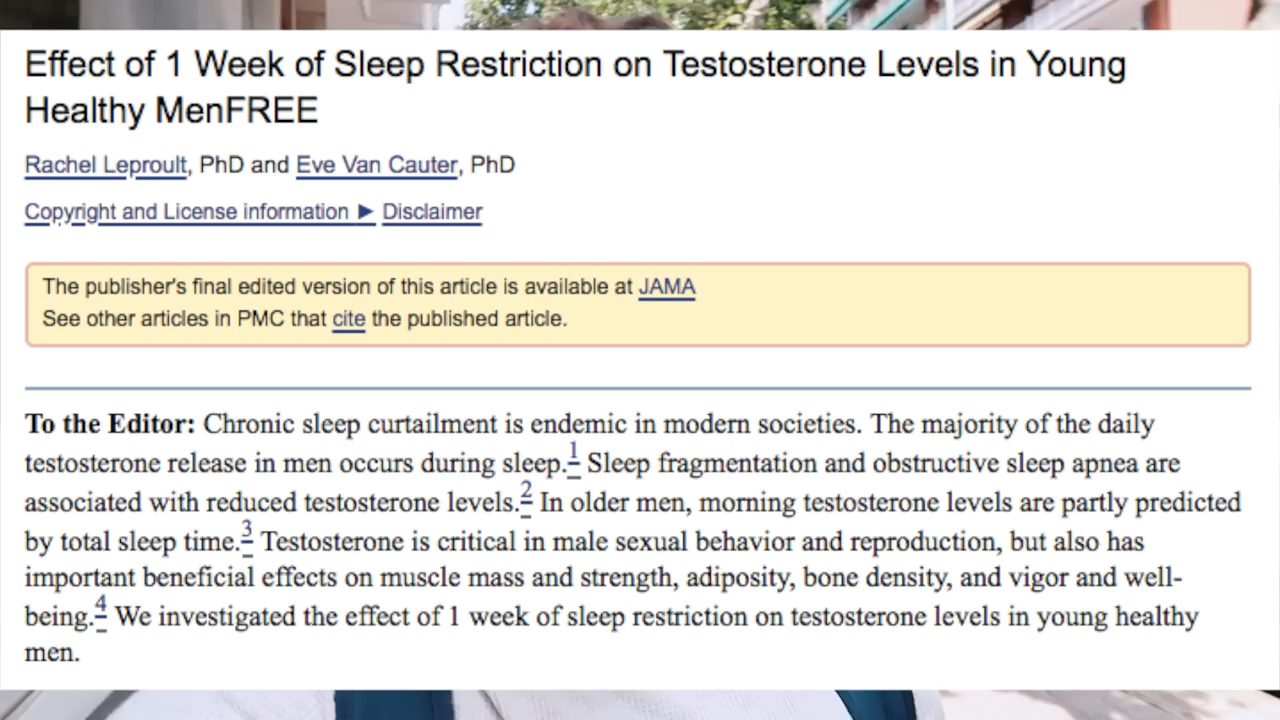 Effect of 1 Week of Sleep Restriction on Testosterone Levels in Young
Healthy MenFREE
Rachel Leproult, PhD and Eve Van Cauter, PhD
Copyright and License information ► Disclaimer
The publisher's final edited version of this article is available at JAMA
See other articles in PMC that cite the published article.
To the Editor: Chronic sleep curtailment is endemic in modern societies. The majority of the daily
testosterone release in men occurs during sleep.1 Sleep fragmentation and obstructive sleep apnea are
associated with reduced testosterone levels.2 In older men, morning testosterone levels are partly predicted
by total sleep time.3 Testosterone is critical in male sexual behavior and reproduction, but also has
important beneficial effects on muscle mass and strength, adiposity, bone density, and vigor and well-
being.4 We investigated the effect of 1 week of sleep restriction on testosterone levels in young healthy
men.